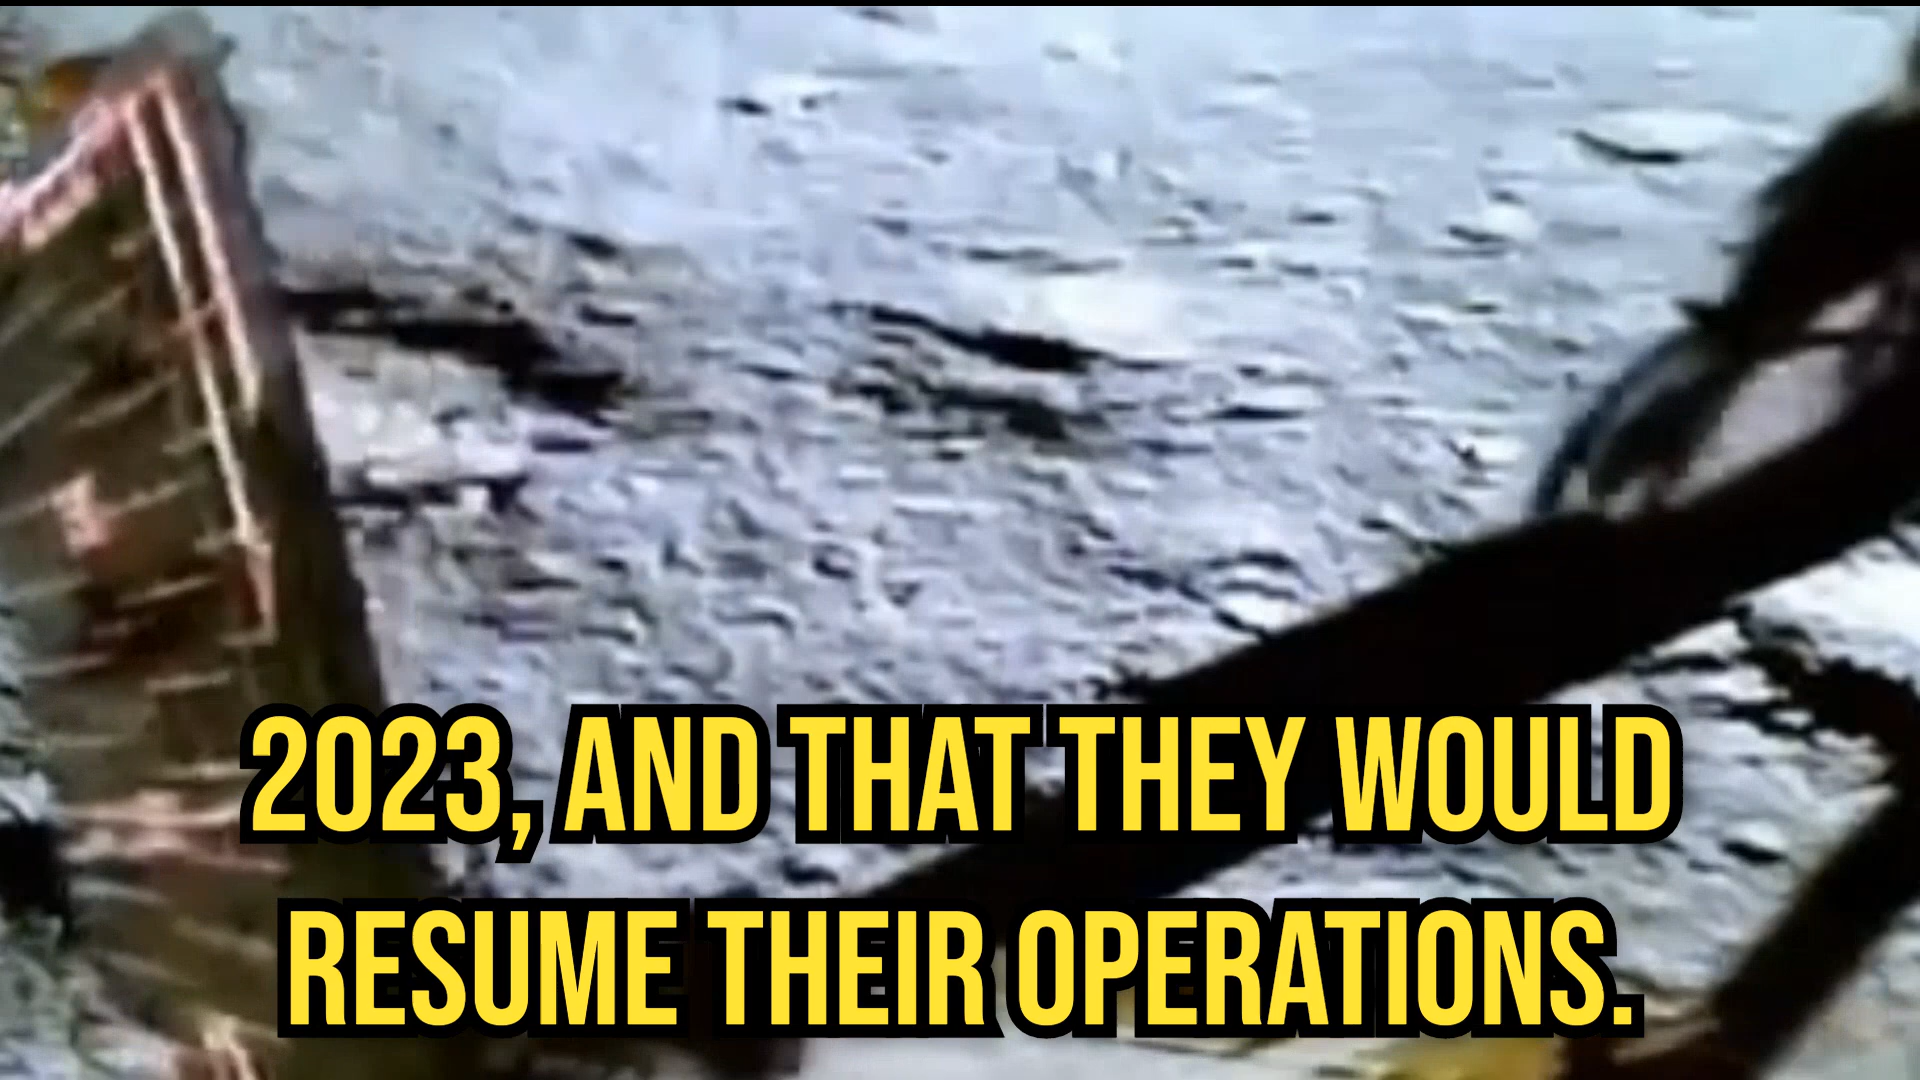 2023, AND THAT THEY WOULD
RESUME THEIR OPERATIONS.